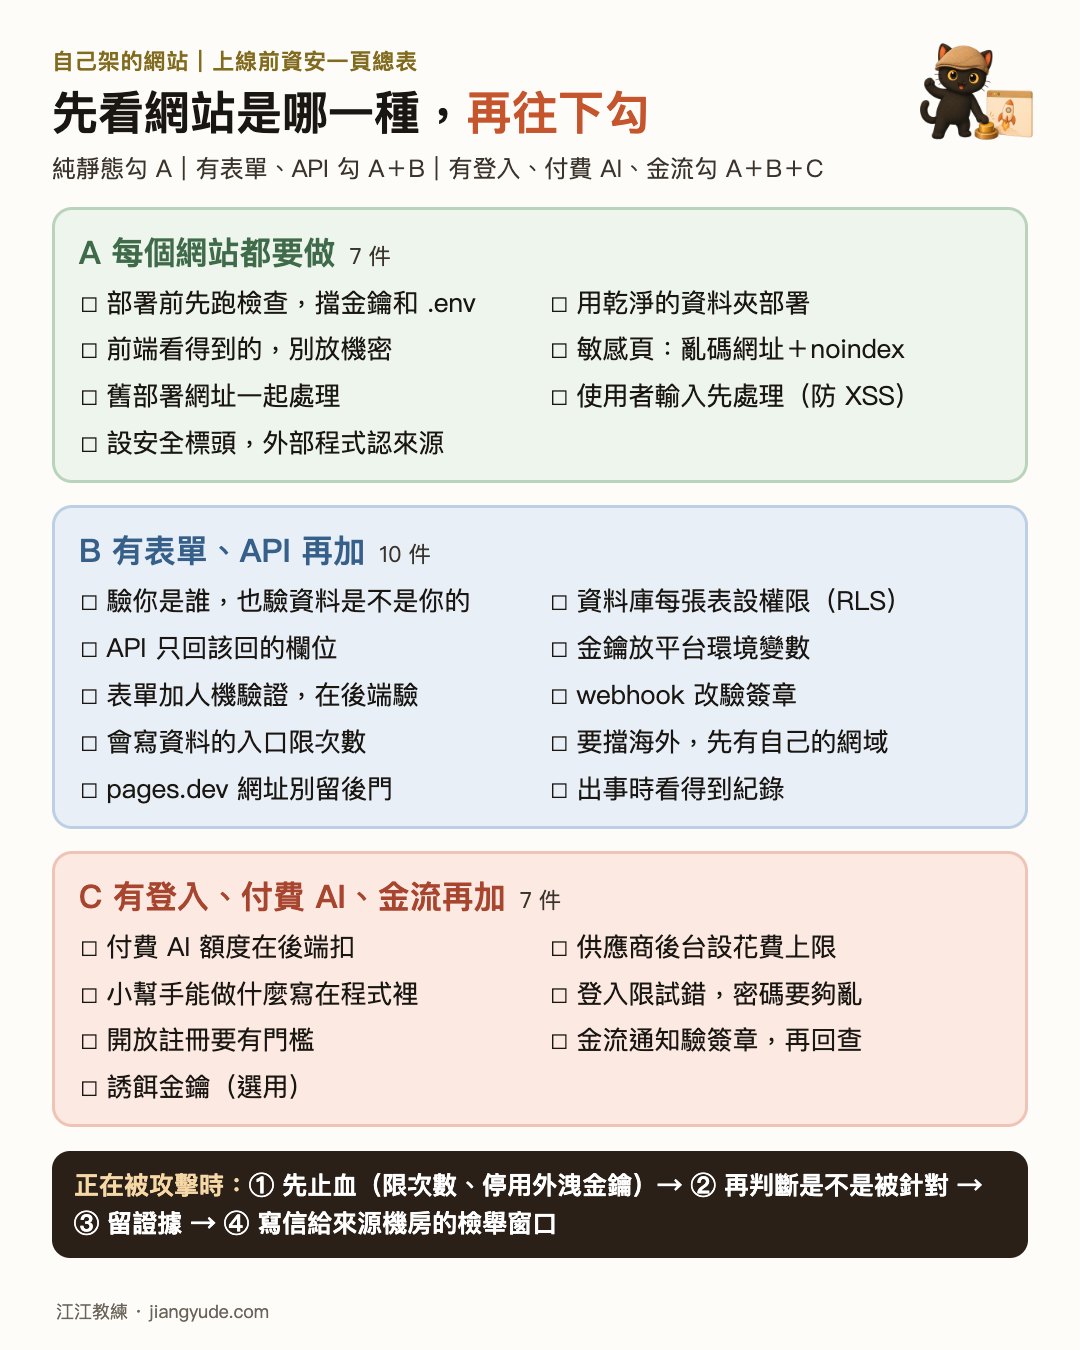 自己架的網站｜上線前資安一頁總表
先看網站是哪一種，再往下勾
純靜態勾 A｜有表單、API 勾 A＋B｜有登入、付費 AI、金流勾 A＋B＋C
A 每個網站都要做 7 件
□ 部署前先跑檢查，擋金鑰和 .env
□ 用乾淨的資料夾部署
□ 前端看得到的，別放機密
□ 敏感頁：亂碼網址＋noindex
□ 舊部署網址一起處理
□ 使用者輸入先處理（防 XSS）
□ 設安全標頭，外部程式認來源
B 有表單、API 再加 10 件
□ 驗你是誰，也驗資料是不是你的
□ 資料庫每張表設權限（RLS）
□ API 只回該回的欄位
□ 金鑰放平台環境變數
□ 表單加人機驗證，在後端驗
□ webhook 改驗簽章
□ 會寫資料的入口限次數
□ 要擋海外，先有自己的網域
□ pages.dev 網址別留後門
□ 出事時看得到紀錄
C 有登入、付費 AI、金流再加 7 件
□ 付費 AI 額度在後端扣
□ 供應商後台設花費上限
□ 小幫手能做什麼寫在程式裡
□ 登入限試錯，密碼要夠亂
□ 開放註冊要有門檻
□ 金流通知驗簽章，再回查
□ 誘餌金鑰（選用）
正在被攻擊時：① 先止血（限次數、停用外洩金鑰）→ ② 再判斷是不是被針對 →
③ 留證據 → ④ 寫信給來源機房的檢舉窗口
江江教練 · jiangyude.com